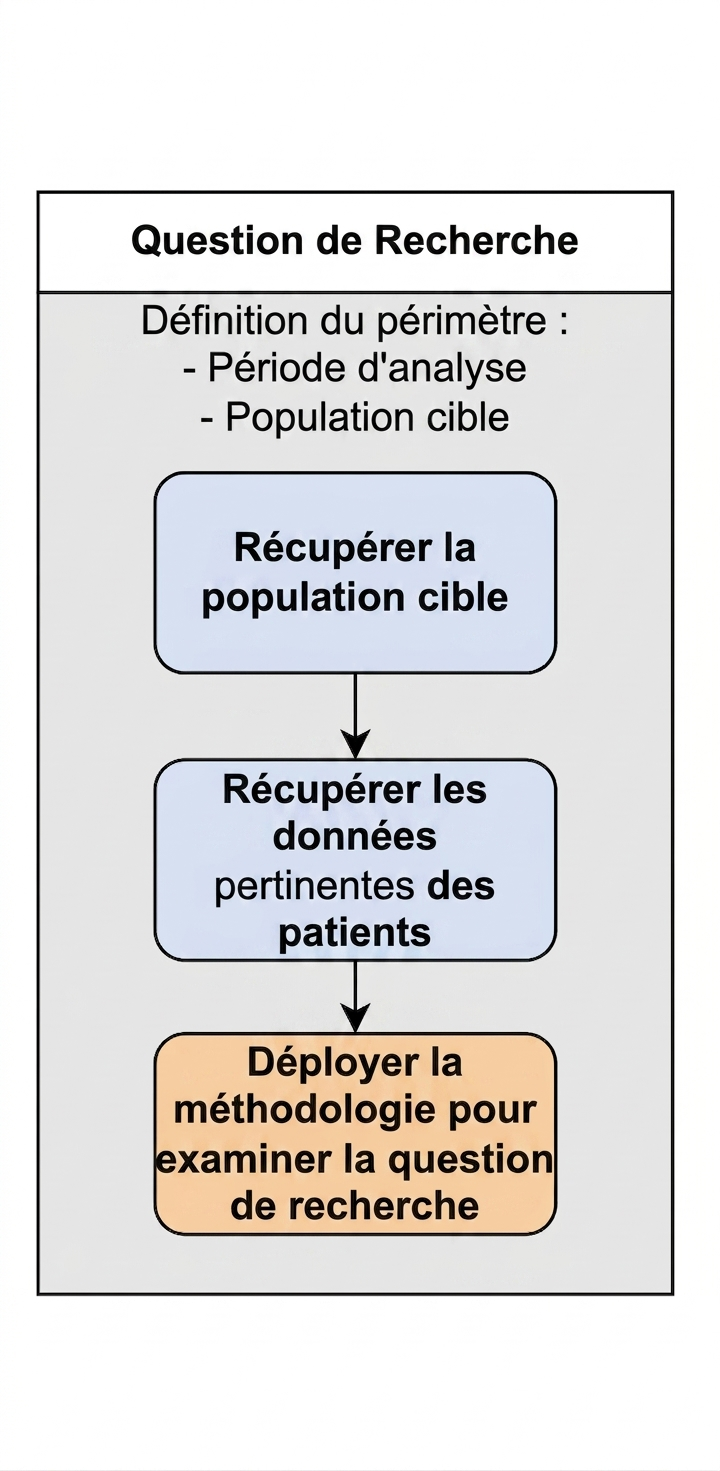 Question de Recherche
Définition du périmètre :
- Période d'analyse
- Population cible
Récupérer la
population cible
Récupérer les
données
pertinentes des
patients
Déployer la
méthodologie pour
examiner la question
de recherche